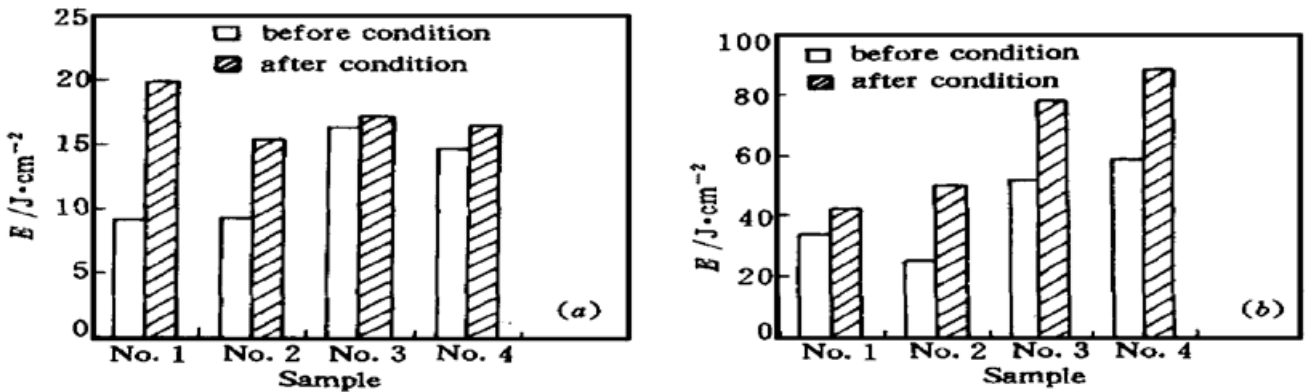 25
20
15
10
5
0
E/J·cm⁻²
before condition
after condition
(a)
No. 1 No. 2 No. 3 No. 4
Sample
100
80
60
40
20
0
E/J·cm⁻²
before condition
after condition
(b)
No. 1 No. 2 No. 3 No. 4
Sample